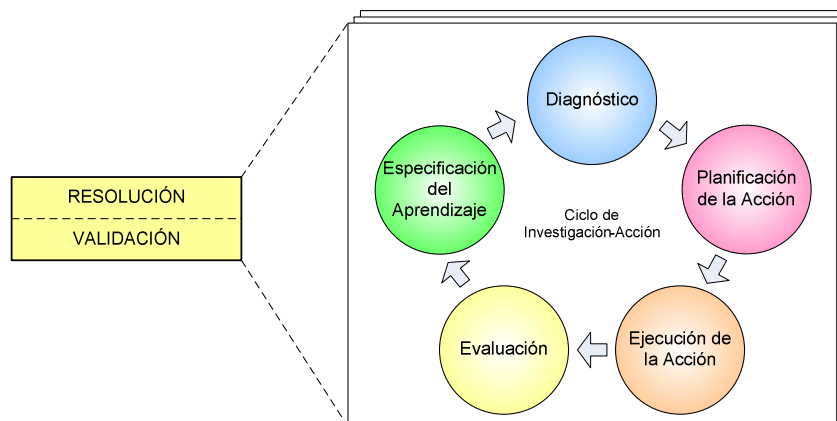 RESOLUCIÓN
VALIDACIÓN
Diagnóstico
Planificación
de la Acción
Ejecución de
la Acción
Evaluación
Especificación
del
Aprendizaje
Ciclo de
Investigación-Acción